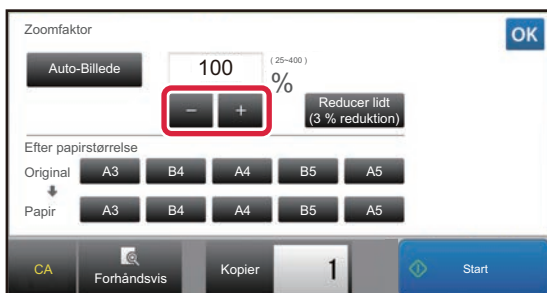 Zoomfaktor
OK
Auto-Billede
100
(25~400)
%
− +
Reducer lidt
(3 % reduktion)
Efter papirstørrelse
Original A3 B4 A4 B5 A5
Papir A3 B4 A4 B5 A5
CA Forhåndsvis Kopier 1 Start